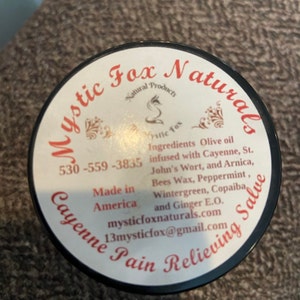 Mystic Fox Naturals
Natural Products
Mystic Fox
530 -559 -3835
Ingredients Olive oil
infused with Cayenne, St.
John's Wort, and Arnica,
Bees Wax, Peppermint ,
Wintergreen, Copaiba
and Ginger E.O.
Made in
America
mysticfoxnaturals.com
13mysticfox@gmail.com
Cayenne Pain Relieving Salve